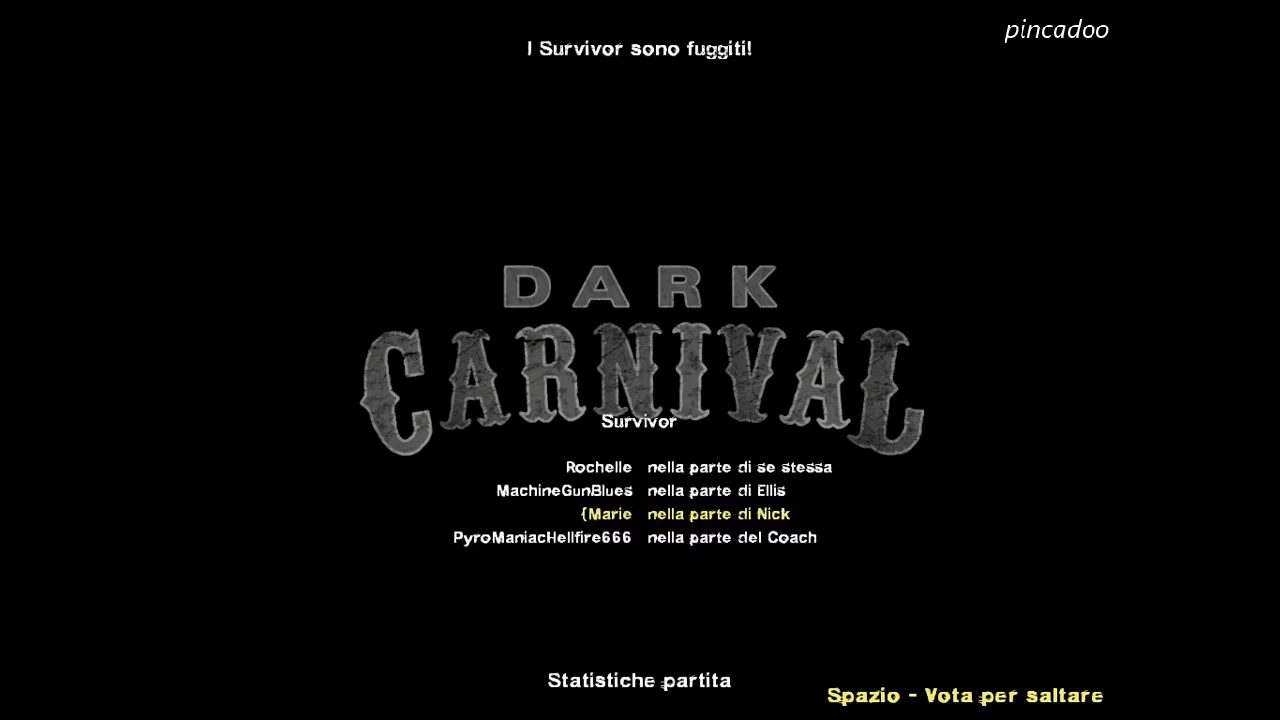 pincadoo
I Survivor sono fuggiti!
DARK
CARNIVAL
Survivor
Rochelle nella parte di se stessa
MachineGunBlues nella parte di Ellis
{Marie nella parte di Nick
PyroManiacHellfire666 nella parte del Coach
Statistiche partita
Spazio - Vota per saltare